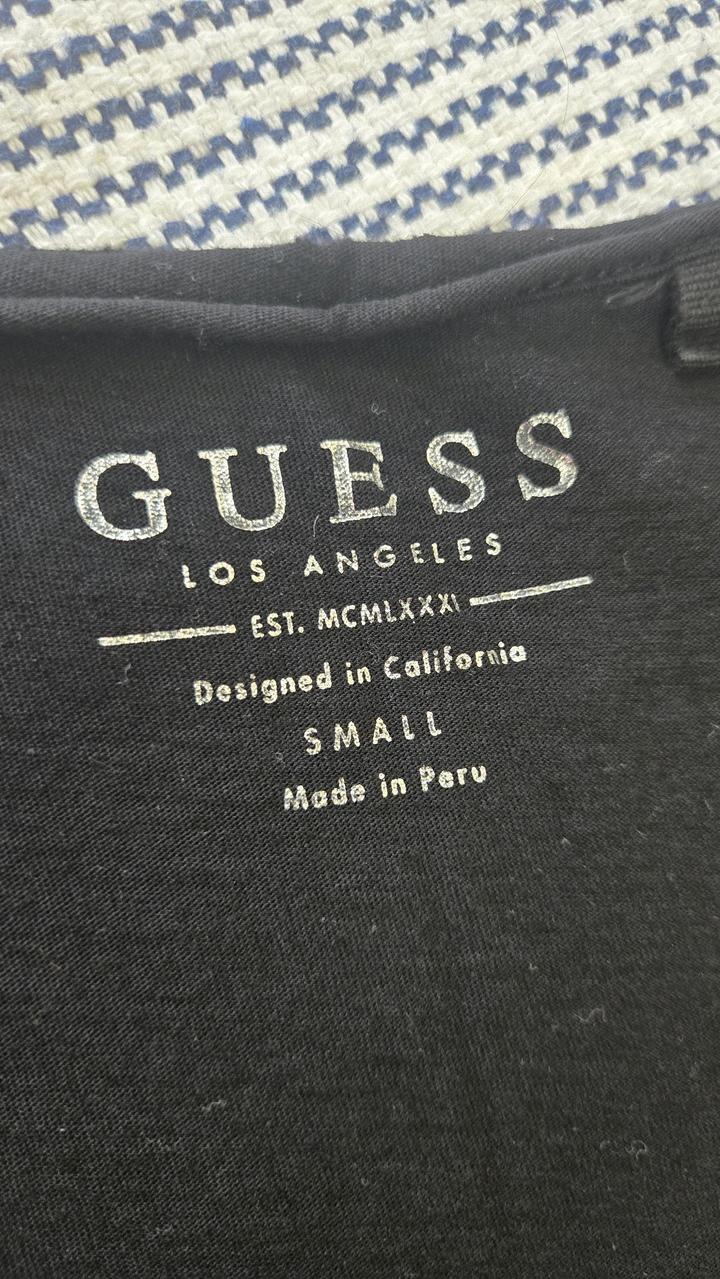 GUESS
LOS ANGELES
EST. MCMLXXXI
Designed in California
SMALL
Made in Peru